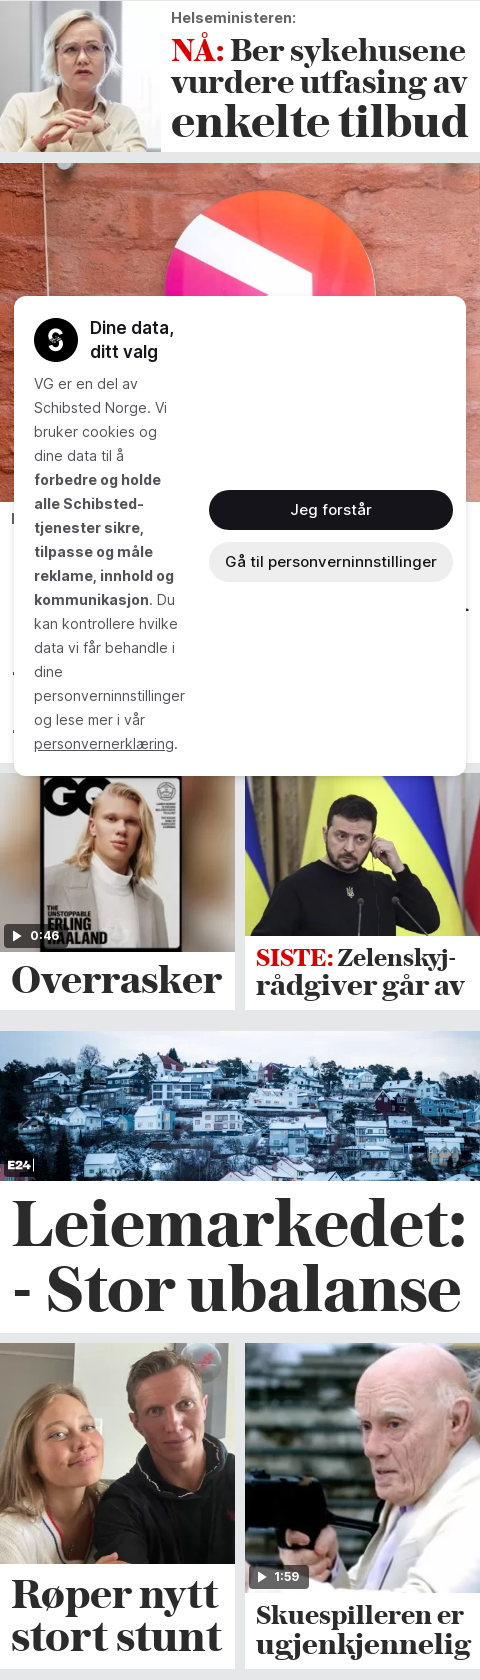 Helseministeren:
NÅ: Ber sykehusene
vurdere utfasing av
enkelte tilbud
Dine data,
ditt valg
VG er en del av
Schibsted Norge. Vi
bruker cookies og
dine data til å
forbedre og holde
alle Schibsted-
tjenester sikre,
tilpasse og måle
reklame, innhold og
kommunikasjon. Du
kan kontrollere hvilke
data vi får behandle i
dine
personverninnstillinger
og lese mer i vår
personvernerklæring.
Jeg forstår
Gå til personverninnstillinger
GQ
THE
UNSTOPPABLE
ERLING
HAALAND
0:46
Overrasker
SISTE: Zelenskyj-
rådgiver går av
E24
Leiemarkedet:
- Stor ubalanse
Røper nytt
stort stunt
1:59
Skuespilleren er
ugjenkjennelig